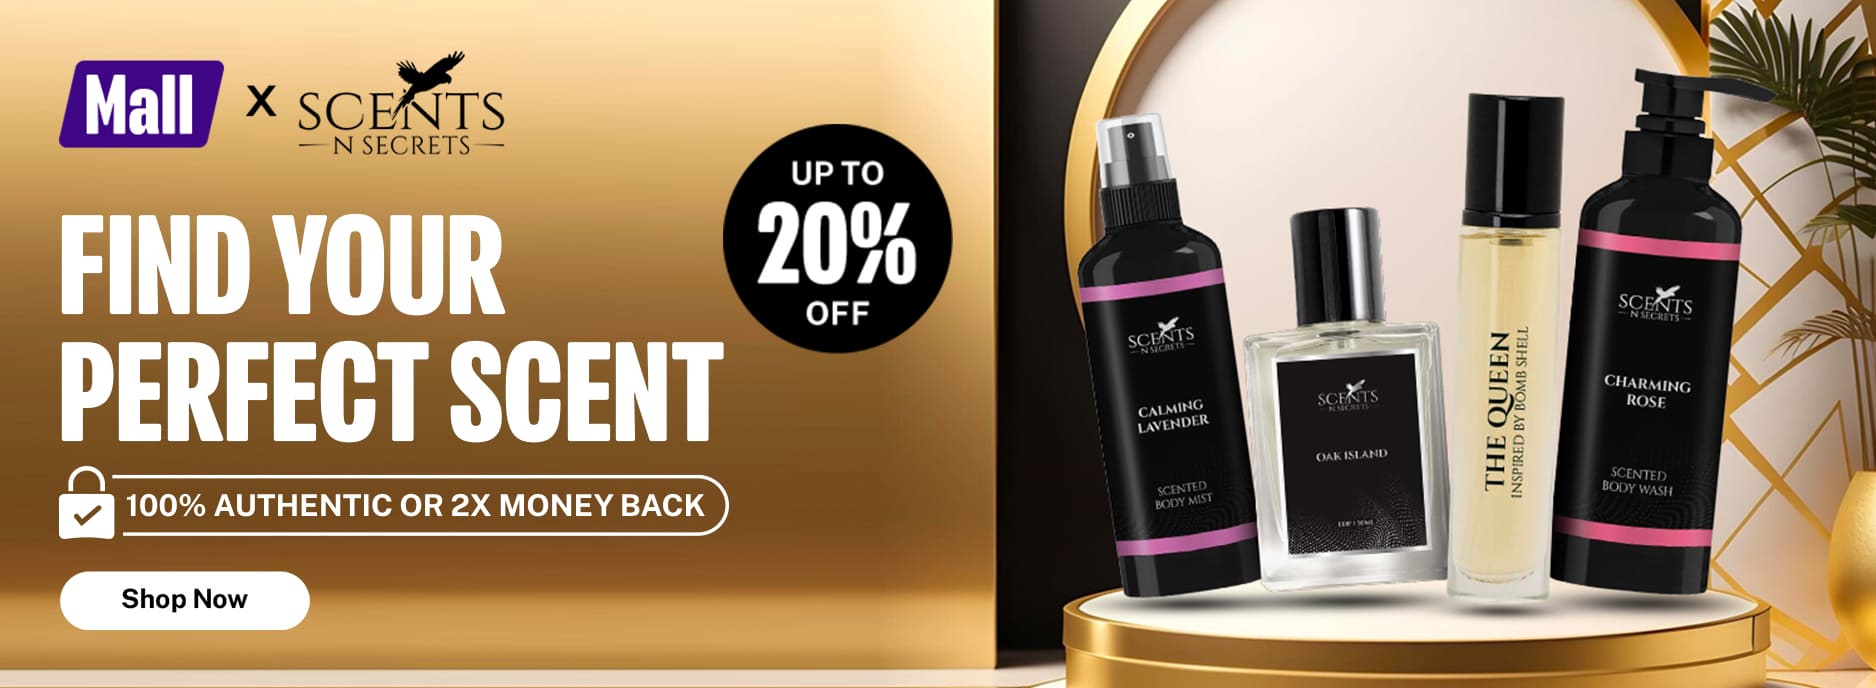 Mall X SCENTS
N SECRETS
FIND YOUR
PERFECT SCENT
100% AUTHENTIC OR 2X MONEY BACK
Shop Now
UP TO
20%
OFF
SCENTS
N SECRETS
CALMING
LAVENDER
SCENTED
BODY MIST
SCENTS
N SECRETS
OAK ISLAND
EDP | 50ML
THE QUEEN
INSPIRED BY BOMB SHELL
SCENTS
N SECRETS
CHARMING
ROSE
SCENTED
BODY WASH